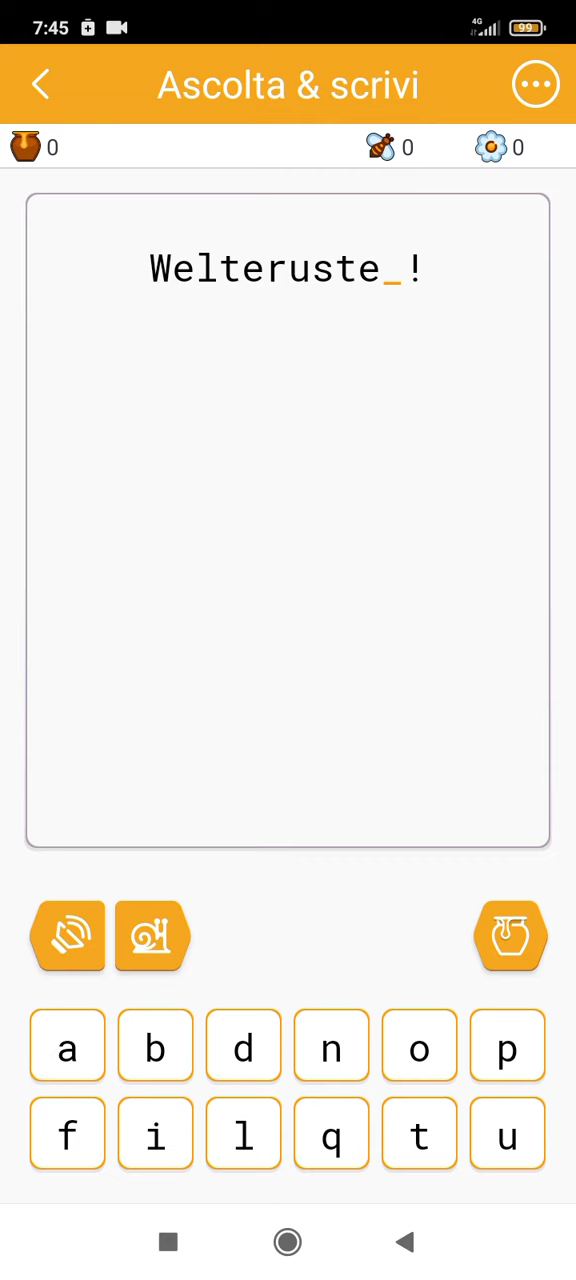 7:45
4G
99
Ascolta & scrivi
0
0
0
Welteruste_!
a b d n o p
f i l q t u